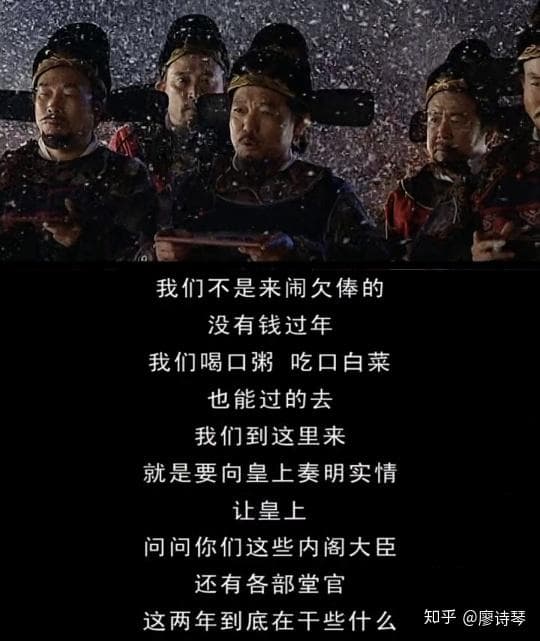 我们不是来闹欠俸的
没有钱过年
我们喝口粥 吃口白菜
也能过的去
我们到这里来
就是要向皇上奏明实情
让皇上
问问你们这些内阁大臣
还有各部堂官
这两年到底在干些什么
知乎 @廖诗琴